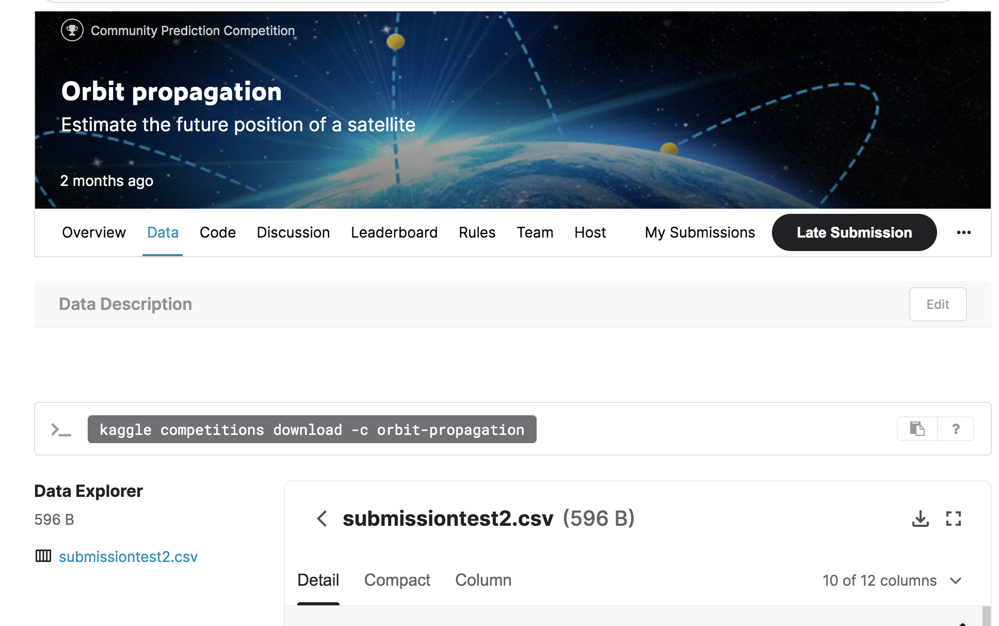 Community Prediction Competition
Orbit propagation
Estimate the future position of a satellite
2 months ago
Overview Data Code Discussion Leaderboard Rules Team Host My Submissions Late Submission
Data Description Edit
kaggle competitions download -c orbit-propagation ?
Data Explorer
596 B
submissiontest2.csv
submissiontest2.csv (596 B)
Detail Compact Column 10 of 12 columns